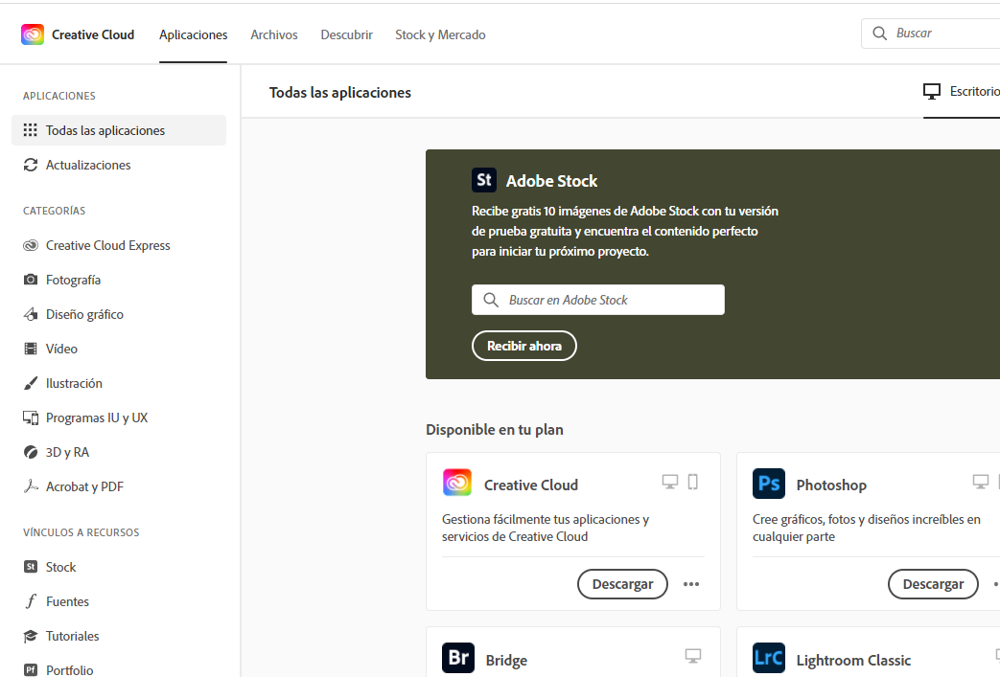 Creative Cloud
Aplicaciones
Archivos
Descubrir
Stock y Mercado
Buscar
APLICACIONES
Todas las aplicaciones
Actualizaciones
CATEGORÍAS
Creative Cloud Express
Fotografía
Diseño gráfico
Vídeo
Ilustración
Programas IU y UX
3D y RA
Acrobat y PDF
VÍNCULOS A RECURSOS
St Stock
Fuentes
Tutoriales
Pf Portfolio
Todas las aplicaciones
Escritorio
St Adobe Stock
Recibe gratis 10 imágenes de Adobe Stock con tu versión
de prueba gratuita y encuentra el contenido perfecto
para iniciar tu próximo proyecto.
Buscar en Adobe Stock
Recibir ahora
Disponible en tu plan
Creative Cloud
Gestiona fácilmente tus aplicaciones y
servicios de Creative Cloud
Descargar
Ps Photoshop
Cree gráficos, fotos y diseños increíbles en
cualquier parte
Descargar
Br Bridge
LrC Lightroom Classic